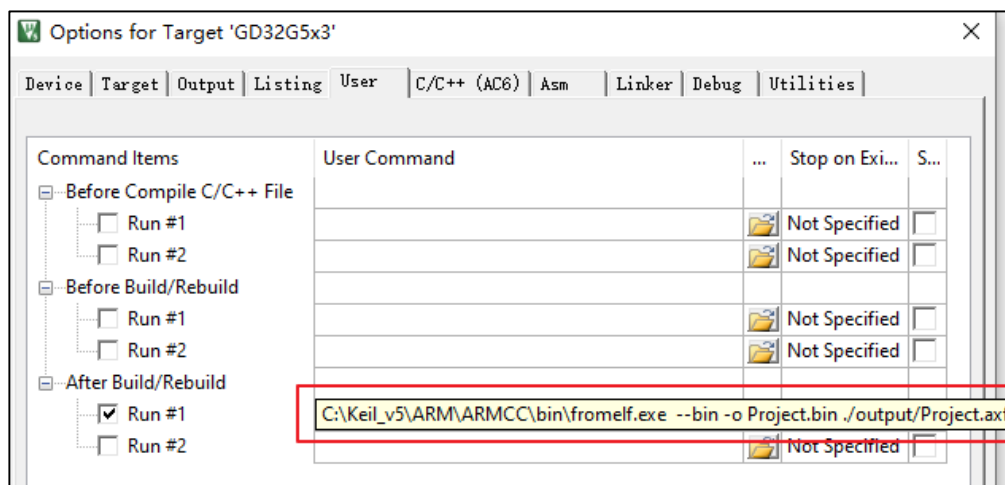 Options for Target 'GD32G5x3'
Device Target Output Listing User C/C++ (AC6) Asm Linker Debug Utilities
Command Items User Command ... Stop on Exi... S...
Before Compile C/C++ File
Run #1 Not Specified
Run #2 Not Specified
Before Build/Rebuild
Run #1 Not Specified
Run #2 Not Specified
After Build/Rebuild
Run #1 C:\Keil_v5\ARM\ARMCC\bin\fromelf.exe --bin -o Project.bin ./output/Project.axf
Run #2 Not Specified